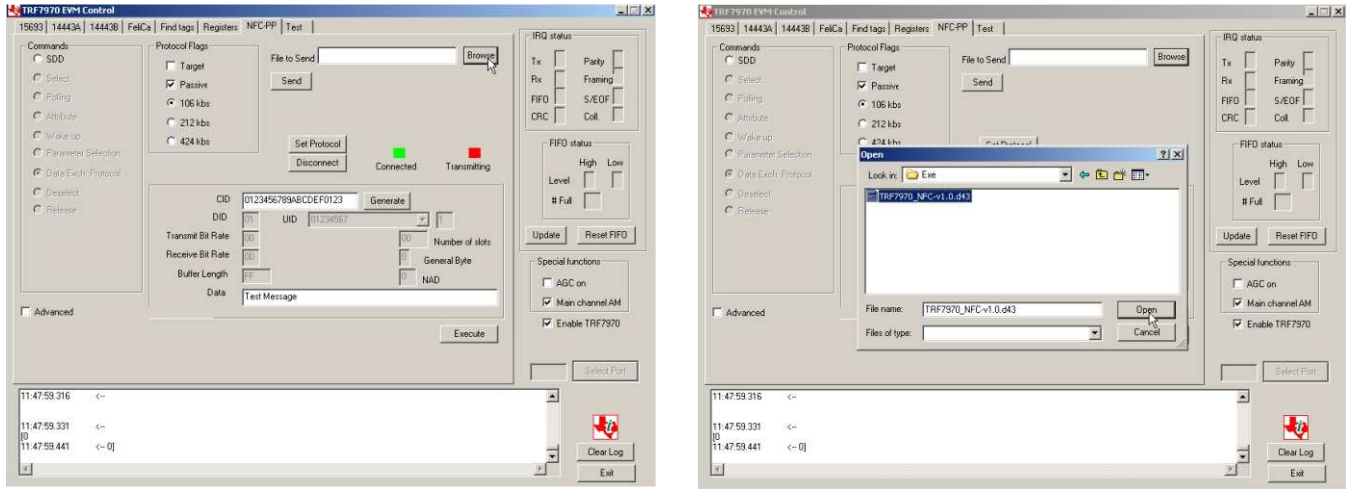 TRF7970 EVM Control
15693 14443A 14443B FeliCa Find tags Registers NFC-PP Test
Commands
SDD
Select
Polling
Attribute
Wake up
Parameter Selection
Data Exch. Protocol
Deselect
Release
Advanced
Protocol Flags
Target
Passive
106 kbs
212 kbs
424 kbs
File to Send
Browse
Send
Set Protocol
Disconnect
Connected
Transmitting
CID 0123456789ABCDEF0123 Generate
DID 01 UID 01234567 1
Transmit Bit Rate 00 00 Number of slots
Receive Bit Rate 00 0 General Byte
Buffer Length FF 0 NAD
Data Test Message
Execute
IRQ status
Tx Parity
Rx Framing
FIFO S/EOF
CRC Coll.
FIFO status
High Low
Level
# Full
Update Reset FIFO
Special functions
AGC on
Main channel AM
Enable TRF7970
Select Port
11:47:59.316 <--
11:47:59.331 <--
[0
11:47:59.441 <-- 0]
Clear Log
Exit
TRF7970 EVM Control
15693 14443A 14443B FeliCa Find tags Registers NFC-PP Test
Commands
SDD
Select
Polling
Attribute
Wake up
Parameter Selection
Data Exch. Protocol
Deselect
Release
Advanced
Protocol Flags
Target
Passive
106 kbs
212 kbs
424 kbs
File to Send
Browse
Send
Set Protocol
Open
Look in: Exe
TRF7970_NFC-v1.0.d43
File name: TRF7970_NFC-v1.0.d43 Open
Files of type: Cancel
IRQ status
Tx Parity
Rx Framing
FIFO S/EOF
CRC Coll.
FIFO status
High Low
Level
# Full
Update Reset FIFO
Special functions
AGC on
Main channel AM
Enable TRF7970
Select Port
11:47:59.316 <--
11:47:59.331 <--
[0
11:47:59.441 <-- 0]
Clear Log
Exit